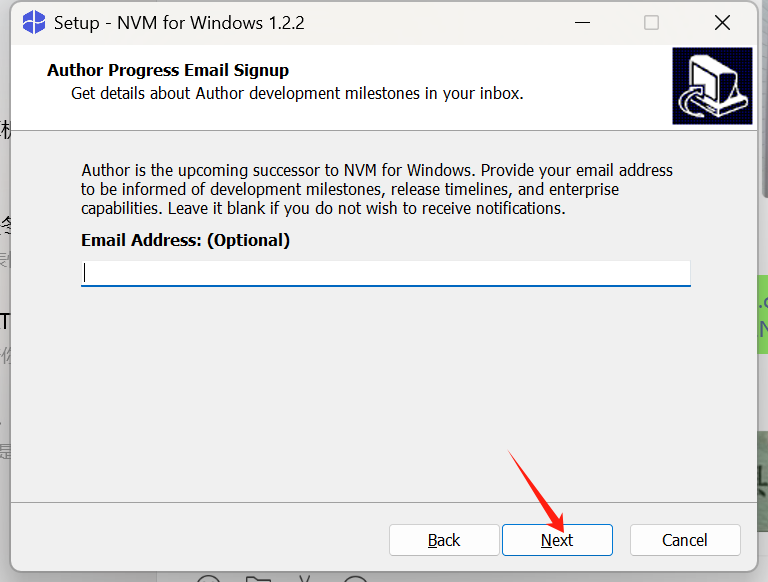 Setup - NVM for Windows 1.2.2
Author Progress Email Signup
Get details about Author development milestones in your inbox.
Author is the upcoming successor to NVM for Windows. Provide your email address
to be informed of development milestones, release timelines, and enterprise
capabilities. Leave it blank if you do not wish to receive notifications.
Email Address: (Optional)
Back
Next
Cancel